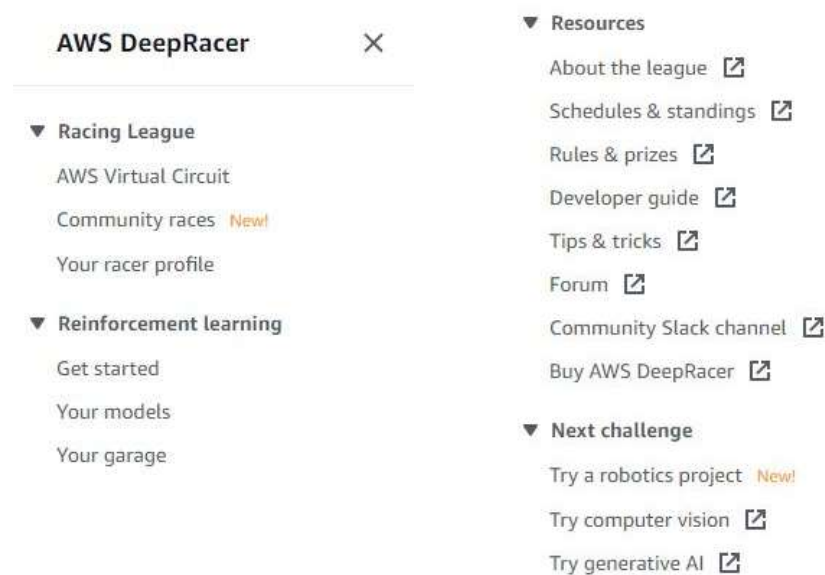 AWS DeepRacer
Racing League
AWS Virtual Circuit
Community races New!
Your racer profile
Reinforcement learning
Get started
Your models
Your garage
Resources
About the league
Schedules & standings
Rules & prizes
Developer guide
Tips & tricks
Forum
Community Slack channel
Buy AWS DeepRacer
Next challenge
Try a robotics project New!
Try computer vision
Try generative AI